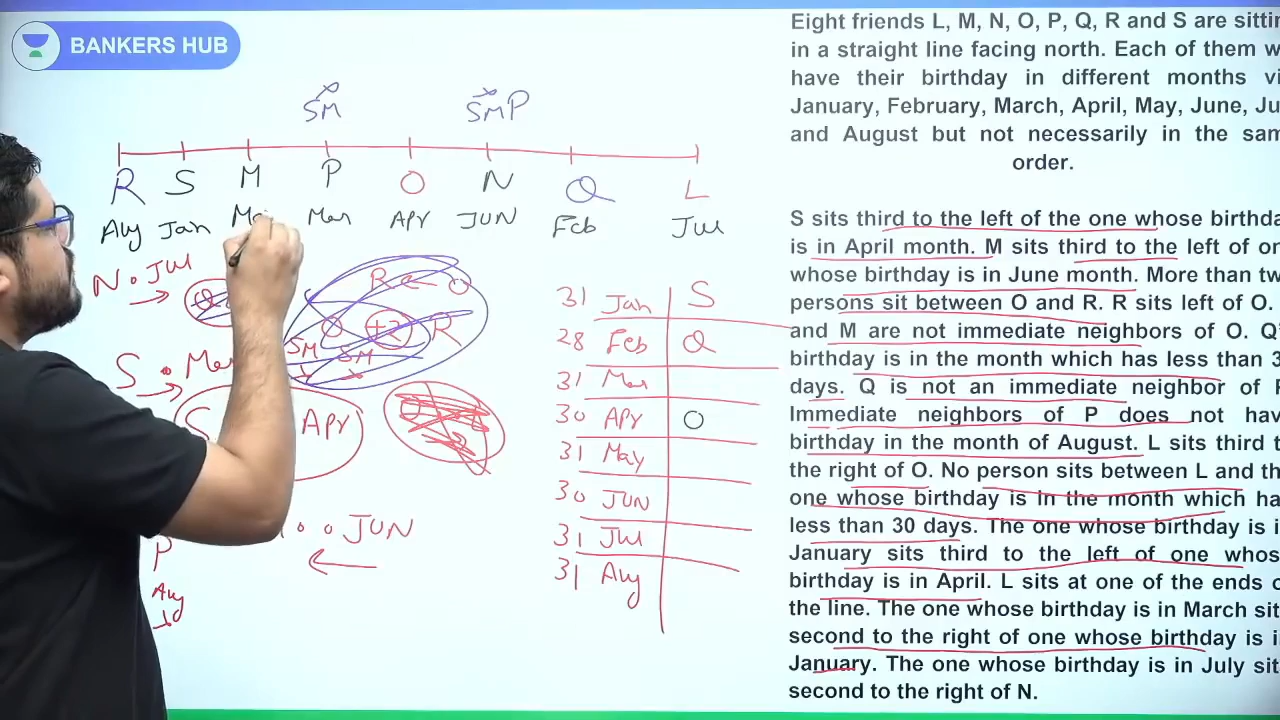 BANKERS HUB
Eight friends L, M, N, O, P, Q, R and S are sittin
in a straight line facing north. Each of them w
have their birthday in different months vi
January, February, March, April, May, June, Ju
and August but not necessarily in the sam
order.
S sits third to the left of the one whose birthda
is in April month. M sits third to the left of on
whose birthday is in June month. More than tw
persons sit between O and R. R sits left of O.
and M are not immediate neighbors of O. Q'
birthday is in the month which has less than 3
days. Q is not an immediate neighbor of
Immediate neighbors of P does not hav
birthday in the month of August. L sits third t
the right of O. No person sits between L and th
one whose birthday is in the month which ha
less than 30 days. The one whose birthday is i
January sits third to the left of one whos
birthday is in April. L sits at one of the ends o
the line. The one whose birthday is in March sit
second to the right of one whose birthday is i
January. The one whose birthday is in July sit
second to the right of N.
SM SMP
R S M P O N Q L
Aug Jan Ma Mar APr JUN Feb Jul
N • Jul
R O
O +2 R
SM SM
S • Mar
S Apr
• • JUN
P
Aug
31 Jan S
28 Feb Q
31 Mar
30 Apr O
31 May
30 JUN
31 Jul
31 Aug